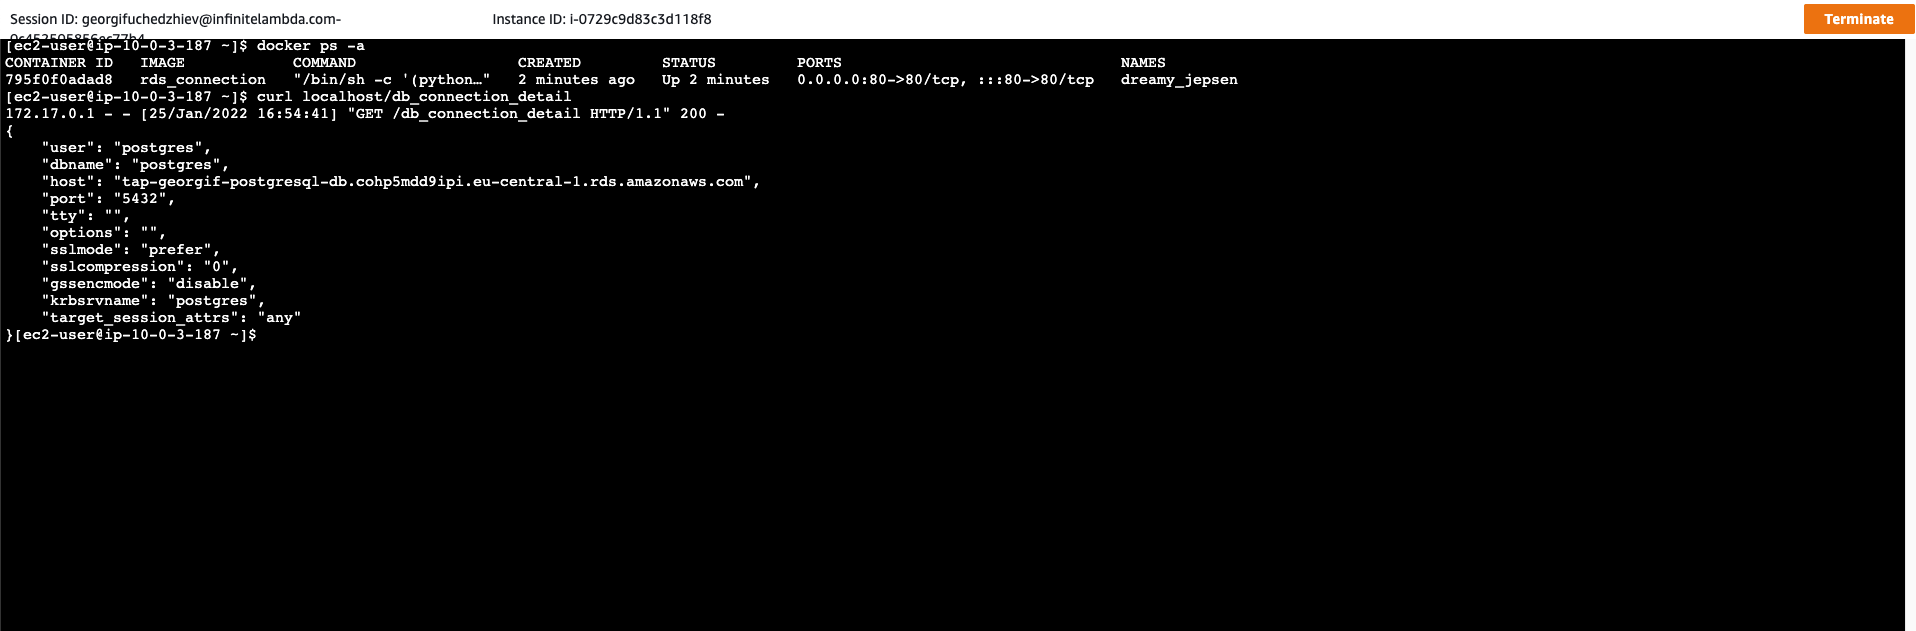 Session ID: georgifuchedzhiev@infinitelambda.com- Instance ID: i-0729c9d83c3d118f8 Terminate
[ec2-user@ip-10-0-3-187 ~]$ docker ps -a
CONTAINER ID   IMAGE            COMMAND                  CREATED         STATUS         PORTS                               NAMES
795f0f0adad8   rds_connection   "/bin/sh -c '(python…"   2 minutes ago   Up 2 minutes   0.0.0.0:80->80/tcp, :::80->80/tcp   dreamy_jepsen
[ec2-user@ip-10-0-3-187 ~]$ curl localhost/db_connection_detail
172.17.0.1 - - [25/Jan/2022 16:54:41] "GET /db_connection_detail HTTP/1.1" 200 -
{
    "user": "postgres",
    "dbname": "postgres",
    "host": "tap-georgif-postgresql-db.cohp5mdd9ipi.eu-central-1.rds.amazonaws.com",
    "port": "5432",
    "tty": "",
    "options": "",
    "sslmode": "prefer",
    "sslcompression": "0",
    "gssencmode": "disable",
    "krbsrvname": "postgres",
    "target_session_attrs": "any"
}[ec2-user@ip-10-0-3-187 ~]$